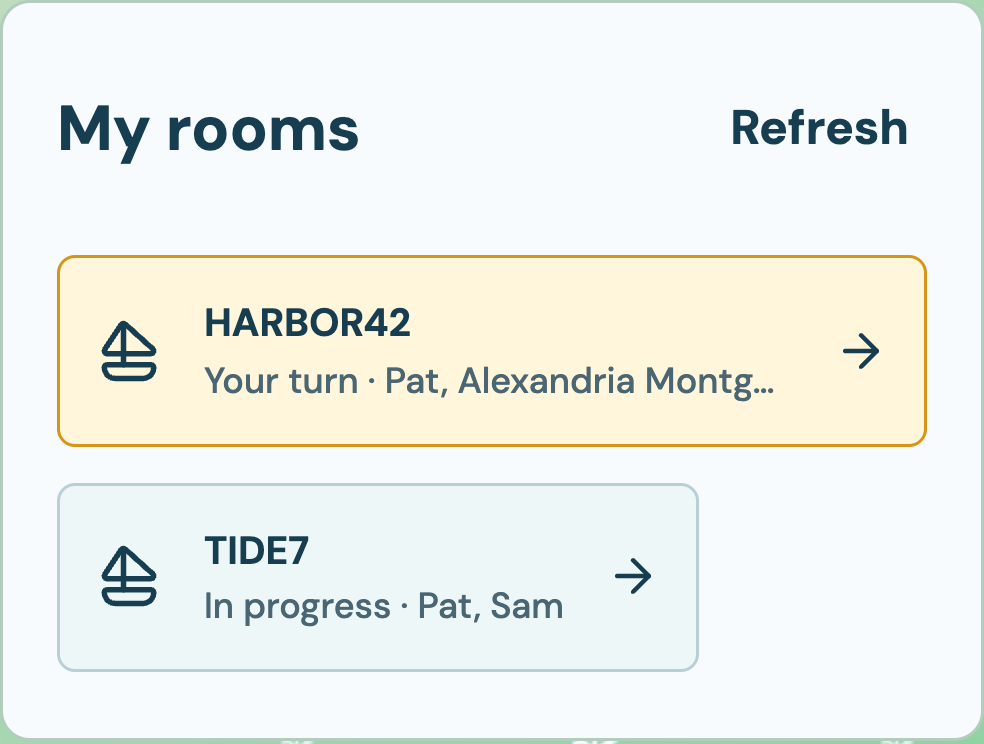 My rooms
Refresh
HARBOR42
Your turn · Pat, Alexandria Montg…
TIDE7
In progress · Pat, Sam